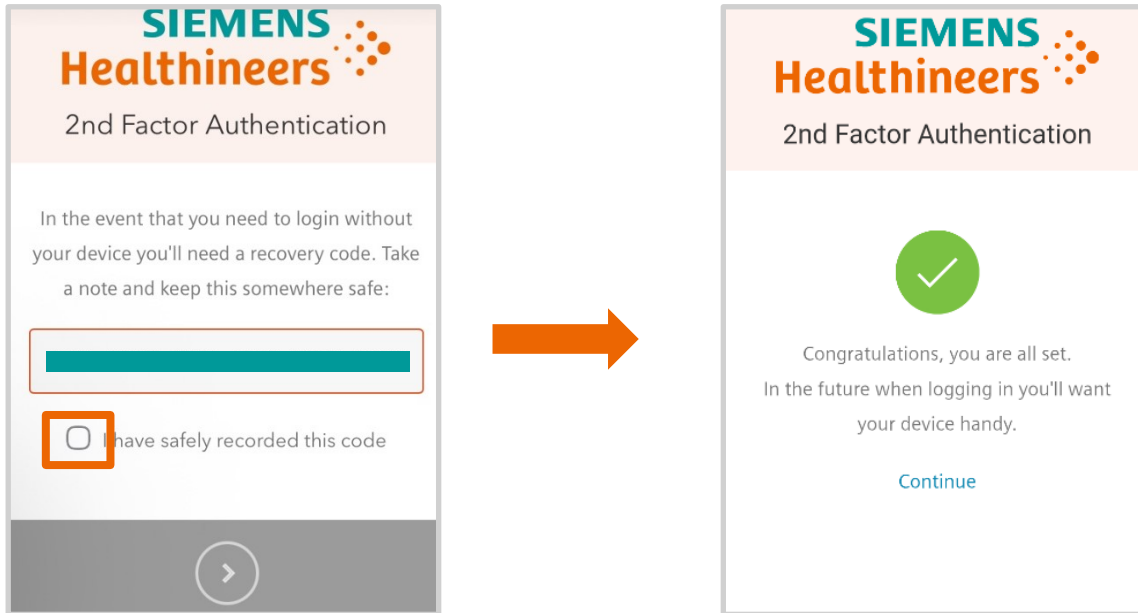 SIEMENS
Healthineers
2nd Factor Authentication
In the event that you need to login without
your device you'll need a recovery code. Take
a note and keep this somewhere safe:
I have safely recorded this code
SIEMENS
Healthineers
2nd Factor Authentication
Congratulations, you are all set.
In the future when logging in you'll want
your device handy.
Continue